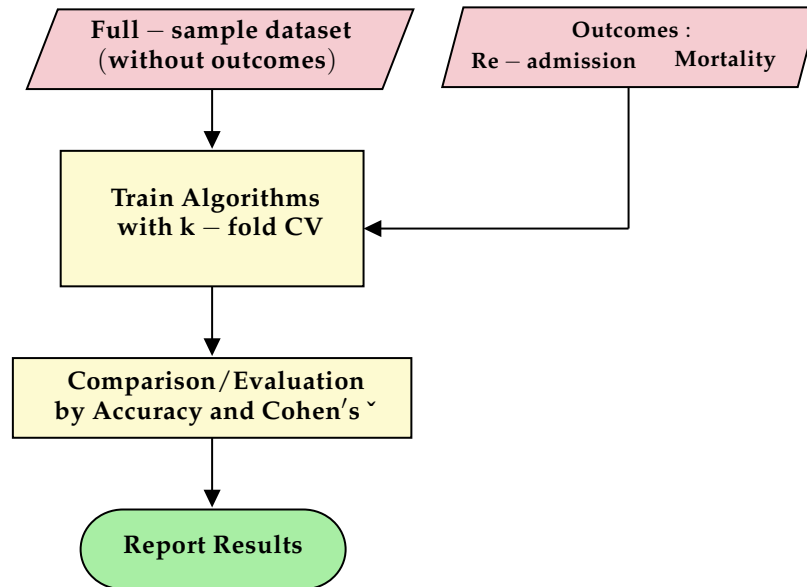 Full − sample dataset
(without outcomes)
Outcomes :
Re − admission Mortality
Train Algorithms
with k − fold CV
Comparison/Evaluation
by Accuracy and Cohen′s ˇ
Report Results